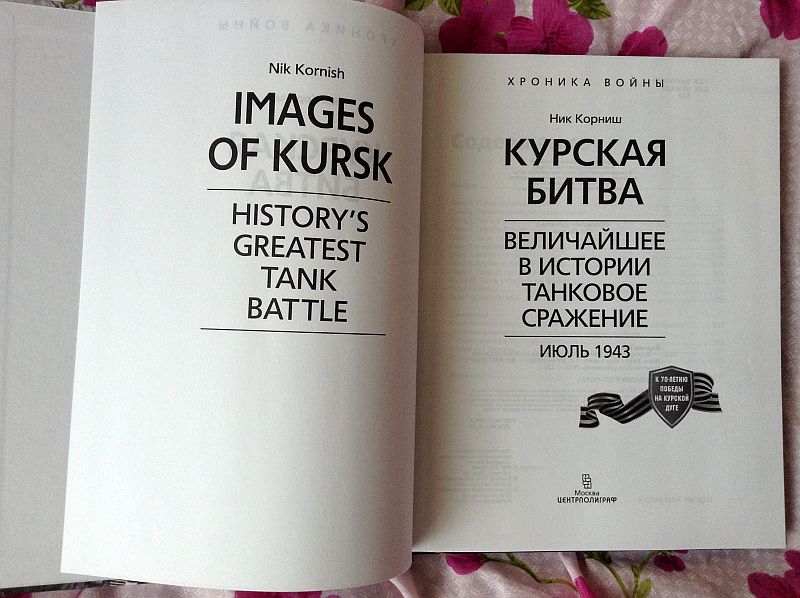 Nik Kornish
IMAGES
OF KURSK
HISTORY'S
GREATEST
TANK
BATTLE
ХРОНИКА ВОЙНЫ
Ник Корниш
КУРСКАЯ
БИТВА
ВЕЛИЧАЙШЕЕ
В ИСТОРИИ
ТАНКОВОЕ
СРАЖЕНИЕ
ИЮЛЬ 1943
К 70-ЛЕТИЮ
ПОБЕДЫ
НА КУРСКОЙ
ДУГЕ
Москва
ЦЕНТРПОЛИГРАФ